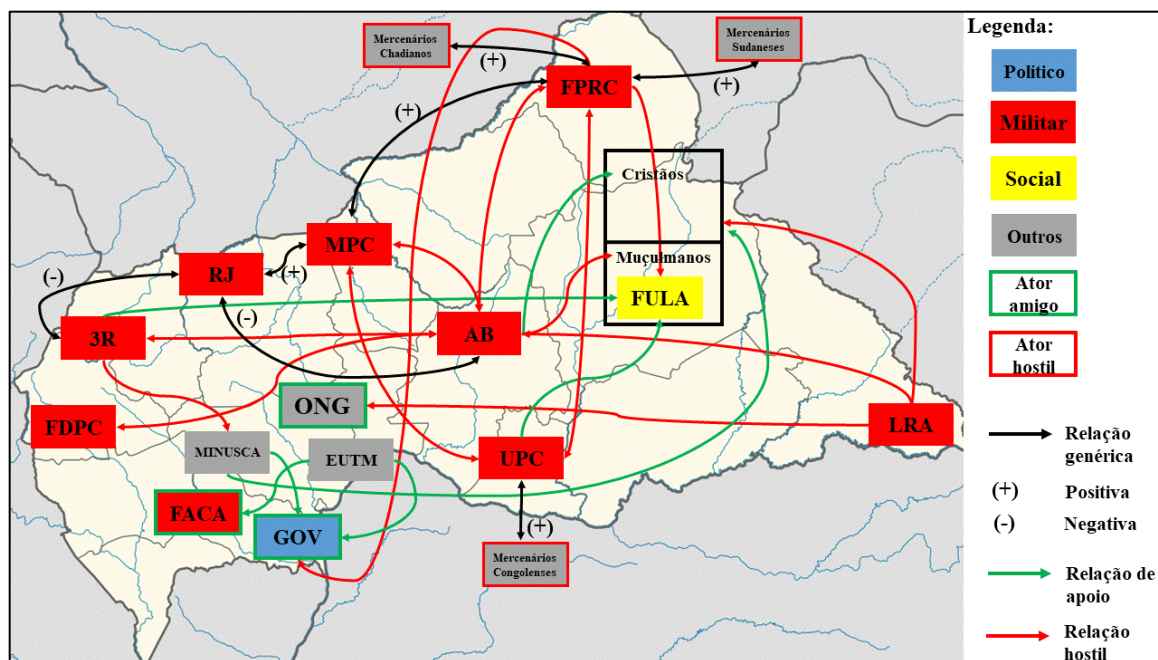 Mercenários
Chadianos
(+)
Mercenários
Sudaneses
(+)
FPRC
(+)
Cristãos
MPC
(+)
RJ
(-)
Muçulmanos
FULA
(-)
3R
AB
ONG
FDPC
LRA
MINUSCA
EUTM
UPC
FACA
GOV
(+)
Mercenários
Congolenses
Legenda:
Político
Militar
Social
Outros
Ator
amigo
Ator
hostil
Relação
genérica
(+) Positiva
(-) Negativa
Relação de
apoio
Relação
hostil